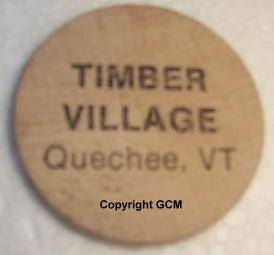 TIMBER
VILLAGE
Quechee, VT
Copyright GCM